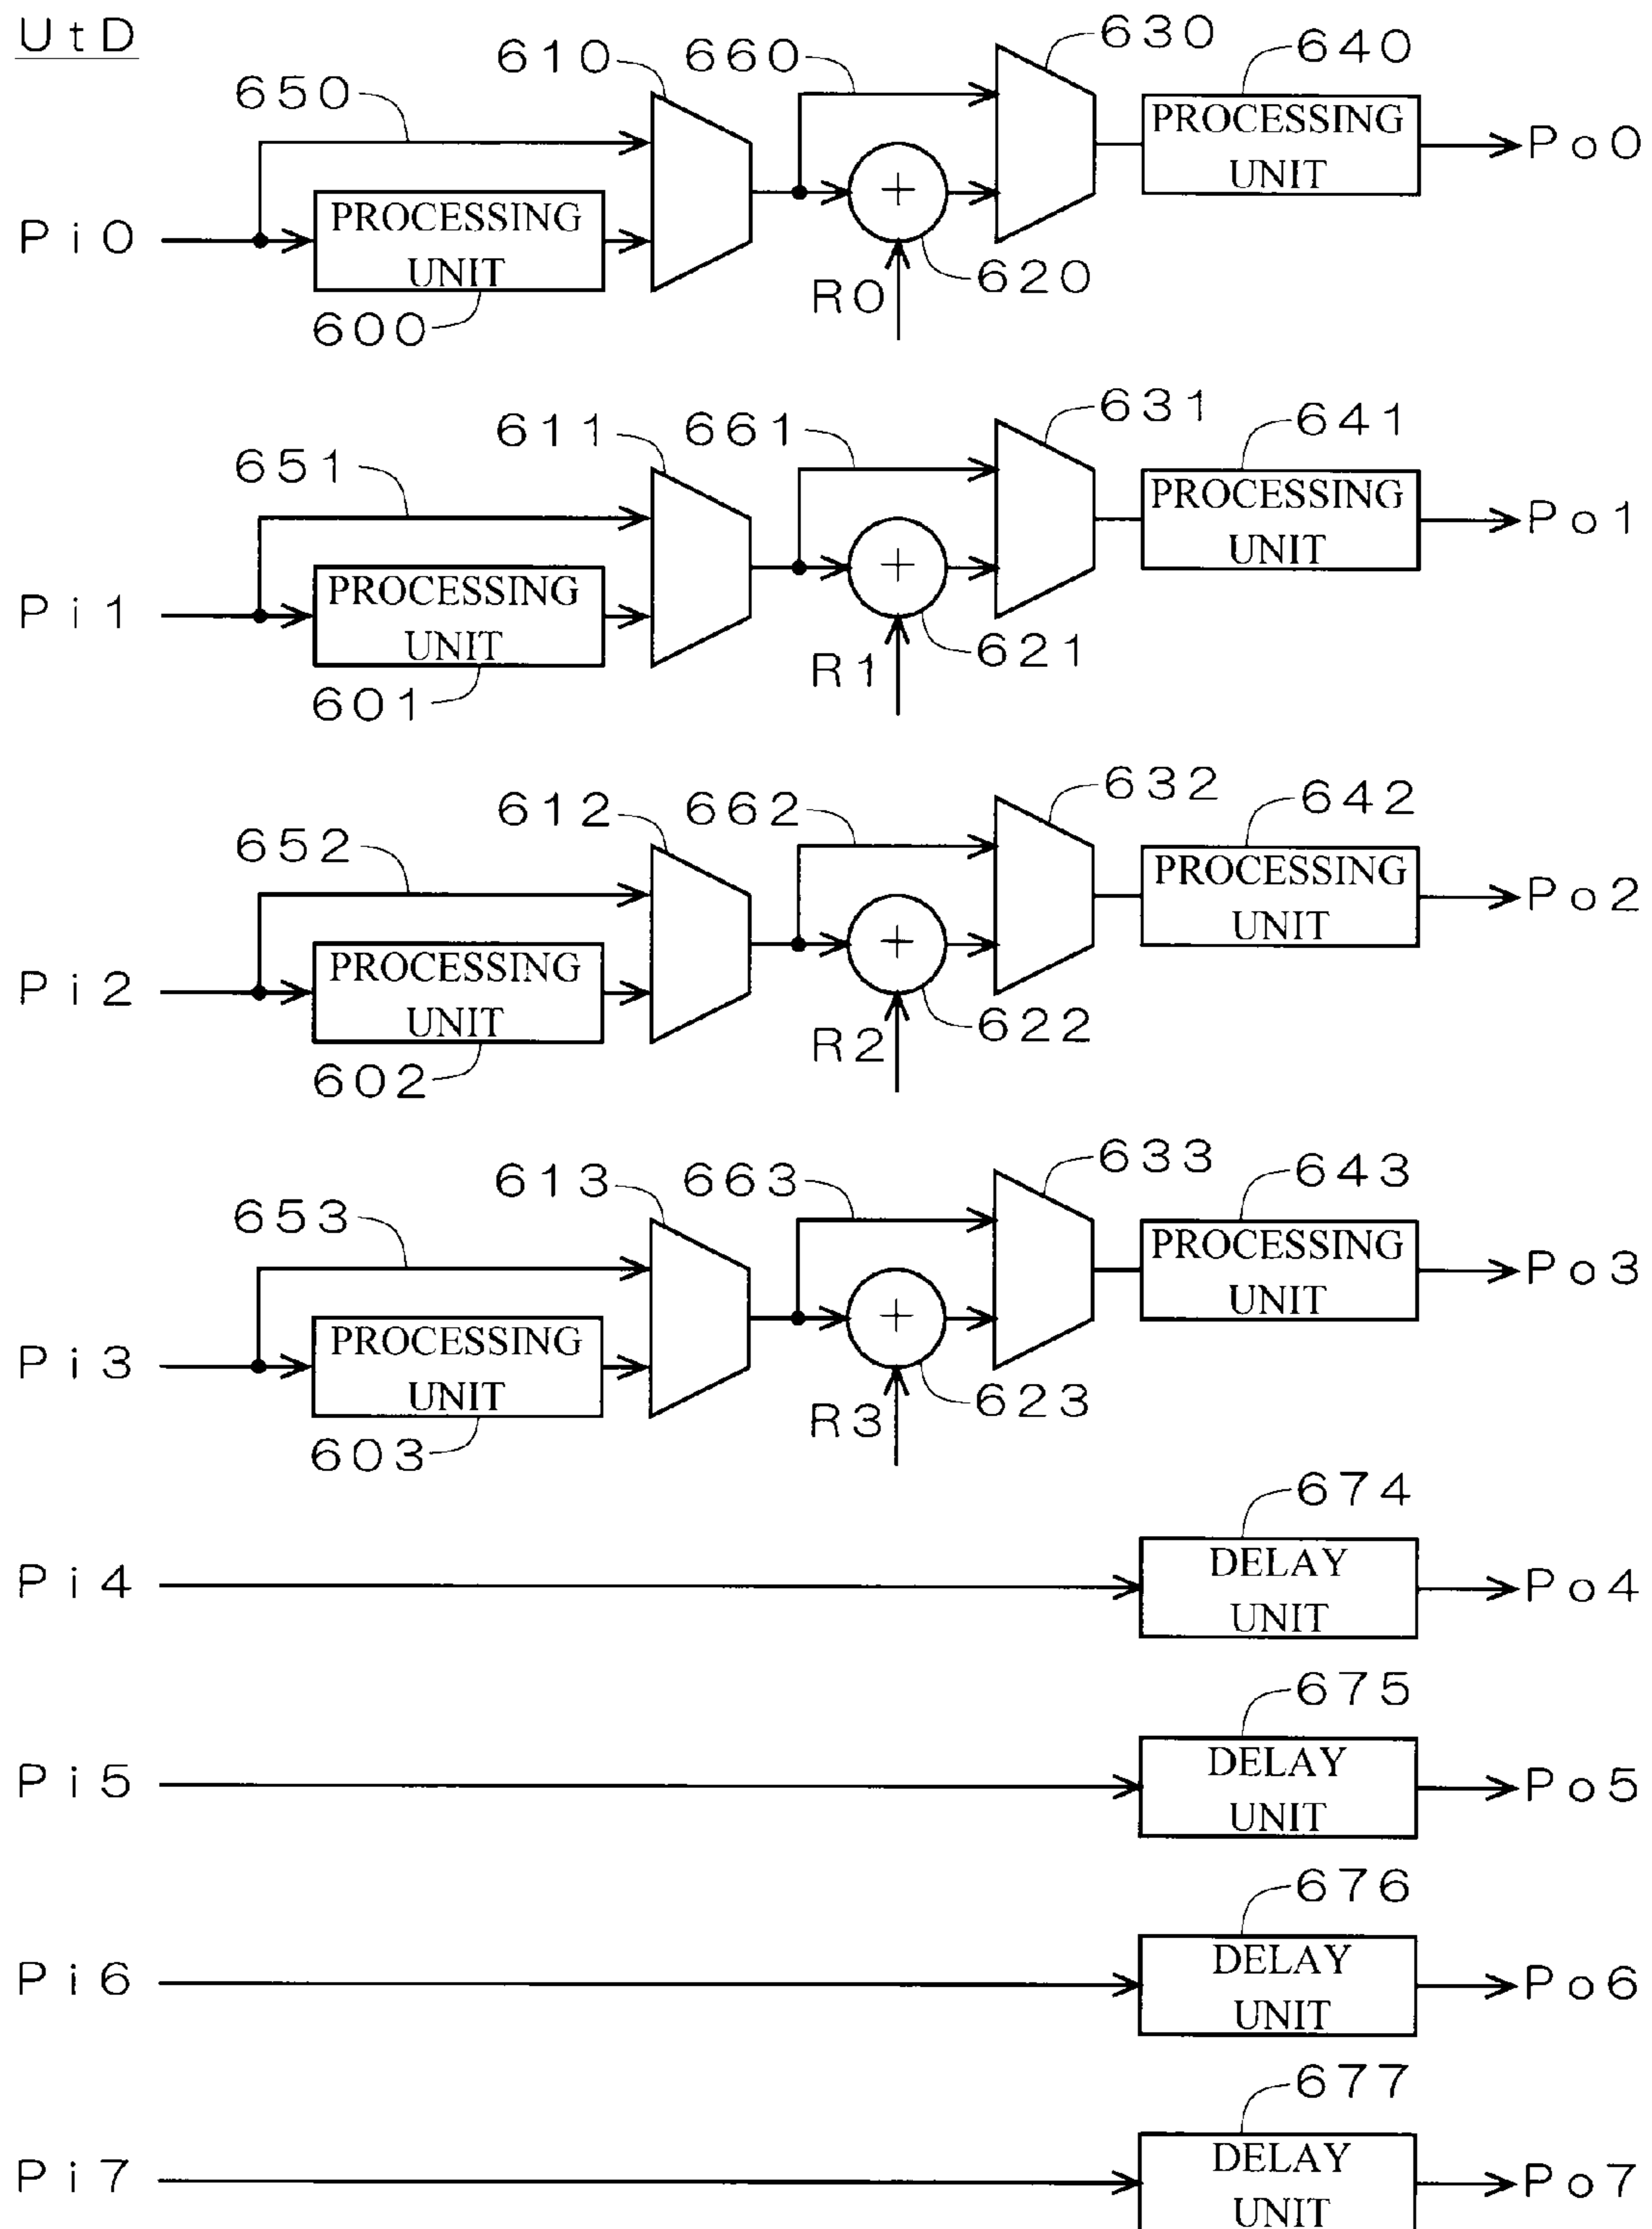 UtD
610
660
630
640
650
PROCESSING
UNIT
Po0
Pi0
PROCESSING
UNIT
R0
620
600
611
661
631
641
651
PROCESSING
UNIT
Po1
Pi1
PROCESSING
UNIT
R1
621
601
612
662
632
642
652
PROCESSING
UNIT
Po2
Pi2
PROCESSING
UNIT
R2
622
602
613
663
633
643
653
PROCESSING
UNIT
Po3
Pi3
PROCESSING
UNIT
R3
623
603
674
Pi4
DELAY
UNIT
Po4
675
Pi5
DELAY
UNIT
Po5
676
Pi6
DELAY
UNIT
Po6
677
Pi7
DELAY
UNIT
Po7